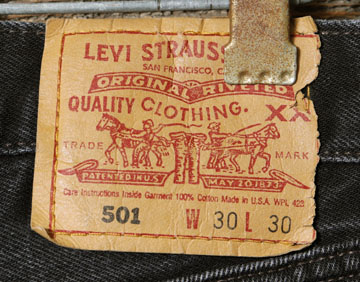 LEVI STRAUSS
SAN FRANCISCO, C
ORIGINAL RIVETED
QUALITY CLOTHING.
XX
TRADE MARK
PATENTED IN U.S. MAY 20 1873
Care Instructions Inside Garment 100% Cotton Made in U.S.A. WPL 423
501 W 30 L 30